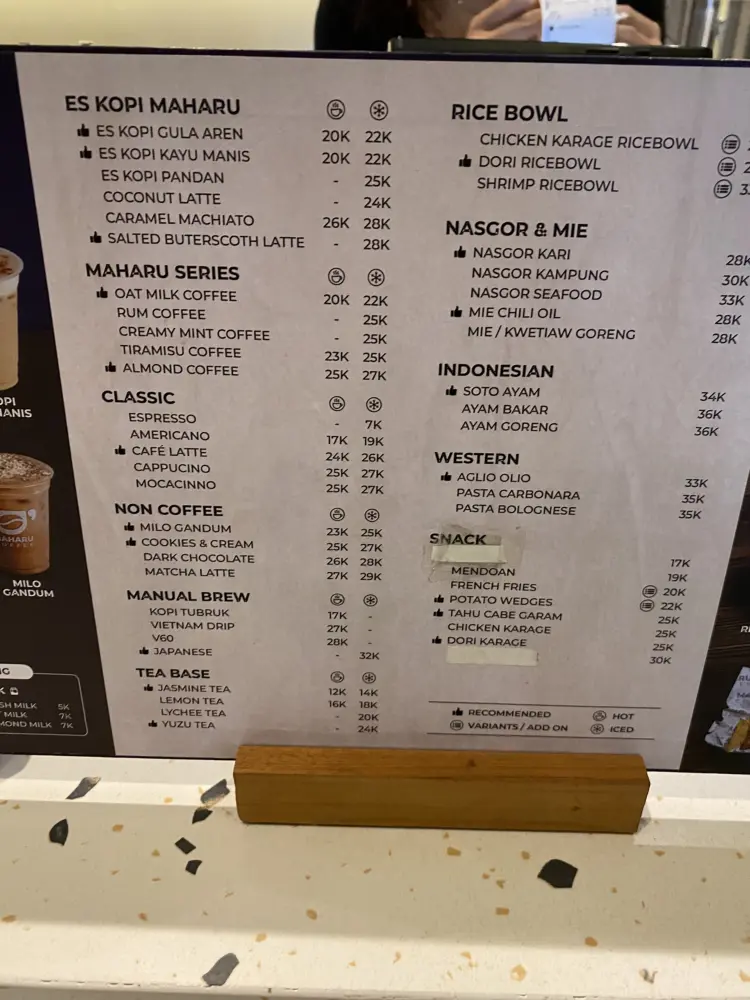 ES KOPI MAHARU
ES KOPI GULA AREN 20K 22K
ES KOPI KAYU MANIS 20K 22K
ES KOPI PANDAN - 25K
COCONUT LATTE - 24K
CARAMEL MACHIATO 26K 28K
SALTED BUTERSCOTH LATTE - 28K
MAHARU SERIES
OAT MILK COFFEE 20K 22K
RUM COFFEE - 25K
CREAMY MINT COFFEE - 25K
TIRAMISU COFFEE 23K 25K
ALMOND COFFEE 25K 27K
CLASSIC
ESPRESSO - 7K
AMERICANO 17K 19K
CAFÉ LATTE 24K 26K
CAPPUCINO 25K 27K
MOCACINNO 25K 27K
NON COFFEE
MILO GANDUM 23K 25K
COOKIES & CREAM 25K 27K
DARK CHOCOLATE 26K 28K
MATCHA LATTE 27K 29K
MANUAL BREW
KOPI TUBRUK 17K -
VIETNAM DRIP 27K -
V60 28K -
JAPANESE - 32K
TEA BASE
JASMINE TEA 12K 14K
LEMON TEA 16K 18K
LYCHEE TEA - 20K
YUZU TEA - 24K
RICE BOWL
CHICKEN KARAGE RICEBOWL
DORI RICEBOWL
SHRIMP RICEBOWL
NASGOR & MIE
NASGOR KARI 28K
NASGOR KAMPUNG 30K
NASGOR SEAFOOD 33K
MIE CHILI OIL 28K
MIE / KWETIAW GORENG 28K
INDONESIAN
SOTO AYAM 34K
AYAM BAKAR 36K
AYAM GORENG 36K
WESTERN
AGLIO OLIO 33K
PASTA CARBONARA 35K
PASTA BOLOGNESE 35K
SNACK
17K
MENDOAN 19K
FRENCH FRIES 20K
POTATO WEDGES 22K
TAHU CABE GARAM 25K
CHICKEN KARAGE 25K
DORI KARAGE 25K
30K
RECOMMENDED HOT
VARIANTS / ADD ON ICED
MILO
GANDUM
MILK 5K
MILK 7K
MILK 7K